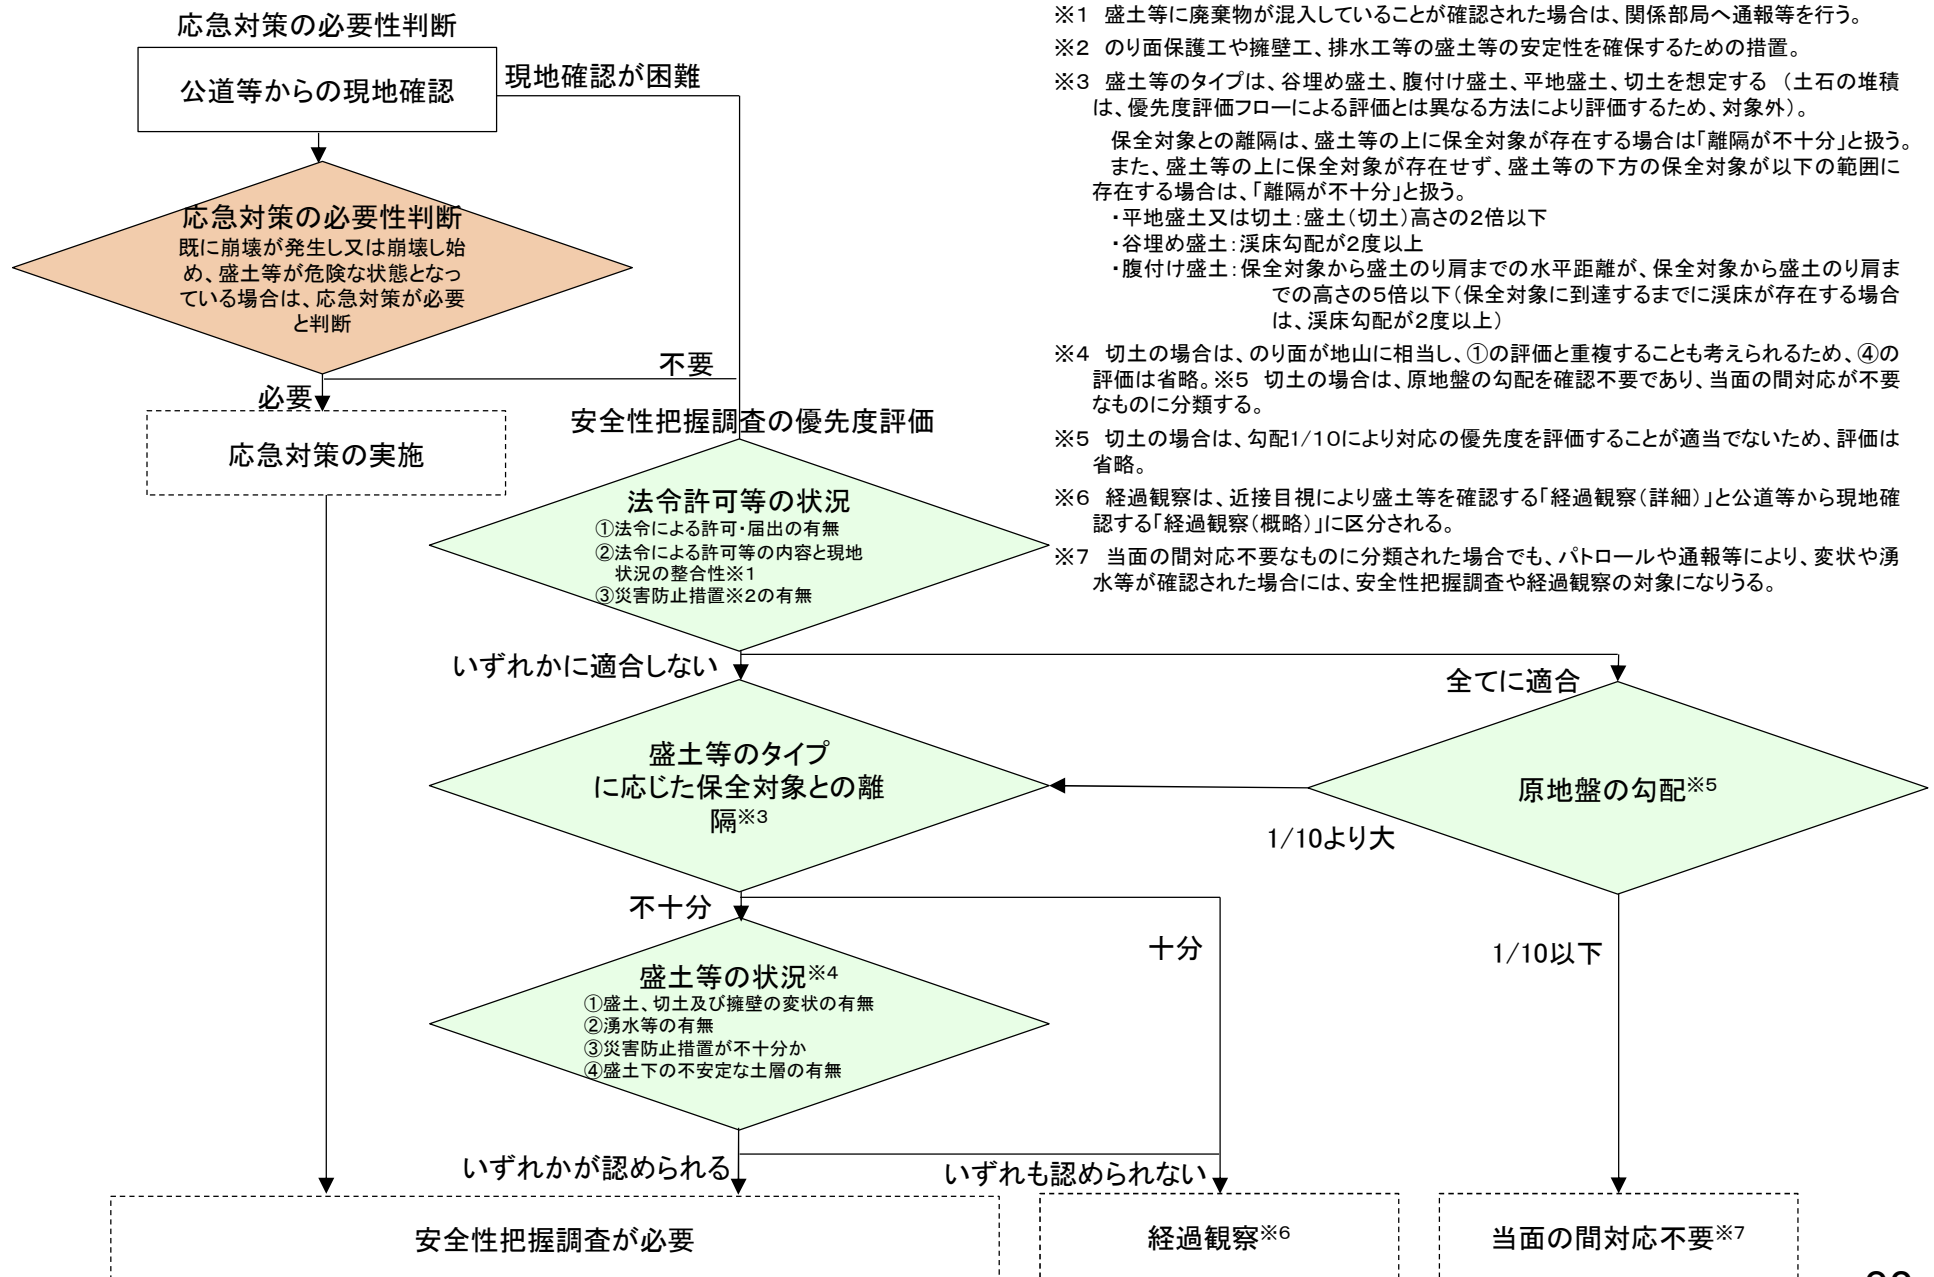 応急対策の必要性判断
公道等からの現地確認
現地確認が困難
応急対策の必要性判断
既に崩壊が発生し又は崩壊し始
め、盛土等が危険な状態となっ
ている場合は、応急対策が必要
と判断
不要
必要
応急対策の実施
※1 盛土等に廃棄物が混入していることが確認された場合は、関係部局へ通報等を行う。
※2 のり面保護工や擁壁工、排水工等の盛土等の安定性を確保するための措置。
※3 盛土等のタイプは、谷埋め盛土、腹付け盛土、平地盛土、切土を想定する （土石の堆積
は、優先度評価フローによる評価とは異なる方法により評価するため、対象外）。
保全対象との離隔は、盛土等の上に保全対象が存在する場合は「離隔が不十分」と扱う。
また、盛土等の上に保全対象が存在せず、盛土等の下方の保全対象が以下の範囲に
存在する場合は、「離隔が不十分」と扱う。
・平地盛土又は切土：盛土（切土）高さの2倍以下
・谷埋め盛土：渓床勾配が2度以上
・腹付け盛土：保全対象から盛土のり肩までの水平距離が、保全対象から盛土のり肩ま
での高さの5倍以下（保全対象に到達するまでに渓床が存在する場合
は、渓床勾配が2度以上）
※4 切土の場合は、のり面が地山に相当し、①の評価と重複することも考えられるため、④の
評価は省略。※5 切土の場合は、原地盤の勾配を確認不要であり、当面の間対応が不要
なものに分類する。
※5 切土の場合は、勾配1/10により対応の優先度を評価することが適当でないため、評価は
省略。
※6 経過観察は、近接目視により盛土等を確認する「経過観察（詳細）」と公道等から現地確
認する「経過観察（概略）」に区分される。
※7 当面の間対応不要なものに分類された場合でも、パトロールや通報等により、変状や湧
水等が確認された場合には、安全性把握調査や経過観察の対象になりうる。
安全性把握調査の優先度評価
法令許可等の状況
①法令による許可・届出の有無
②法令による許可等の内容と現地
状況の整合性※1
③災害防止措置※2の有無
いずれかに適合しない
全てに適合
盛土等のタイプ
に応じた保全対象との離
隔※3
原地盤の勾配※5
1/10より大
不十分
十分
1/10以下
盛土等の状況※4
①盛土、切土及び擁壁の変状の有無
②湧水等の有無
③災害防止措置が不十分か
④盛土下の不安定な土層の有無
いずれかが認められる
いずれも認められない
安全性把握調査が必要
経過観察※6
当面の間対応不要※7